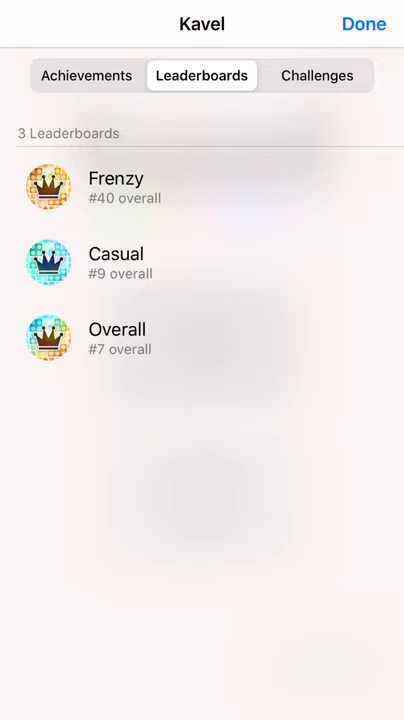 Kavel
Done
Achievements
Leaderboards
Challenges
3 Leaderboards
Frenzy
#40 overall
Casual
#9 overall
Overall
#7 overall